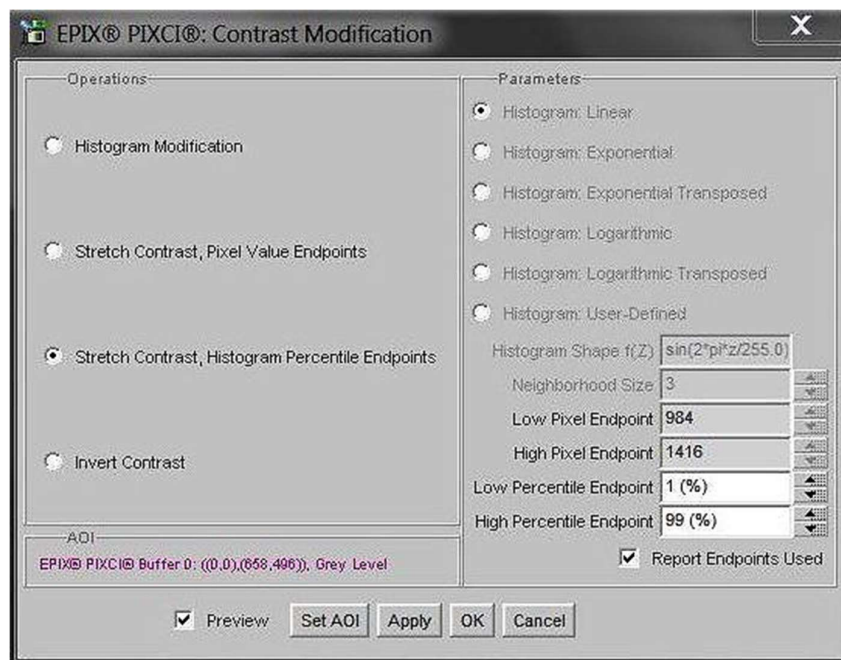 EPIX® PIXCI®: Contrast Modification
X
Operations
Histogram Modification
Stretch Contrast, Pixel Value Endpoints
Stretch Contrast, Histogram Percentile Endpoints
Invert Contrast
AOI
EPIX® PIXCI® Buffer 0: ((0,0),(658,496)), Grey Level
Parameters
Histogram: Linear
Histogram: Exponential
Histogram: Exponential Transposed
Histogram: Logarithmic
Histogram: Logarithmic Transposed
Histogram: User-Defined
Histogram Shape f(Z) sin(2*pi*z/255.0)
Neighborhood Size 3
Low Pixel Endpoint 984
High Pixel Endpoint 1416
Low Percentile Endpoint 1 (%)
High Percentile Endpoint 99 (%)
Report Endpoints Used
Preview Set AOI Apply OK Cancel